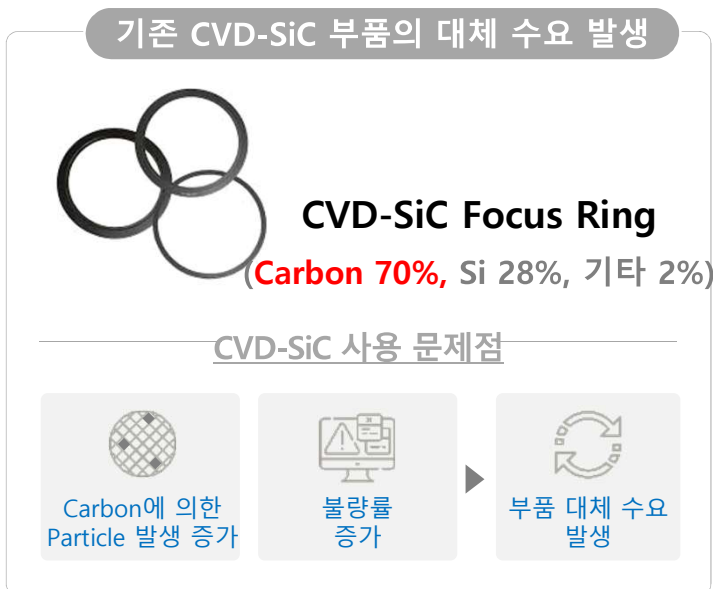 기존 CVD-SiC 부품의 대체 수요 발생
CVD-SiC Focus Ring
(Carbon 70%, Si 28%, 기타 2%)
CVD-SiC 사용 문제점
Carbon에 의한
Particle 발생 증가
불량률
증가
부품 대체 수요
발생